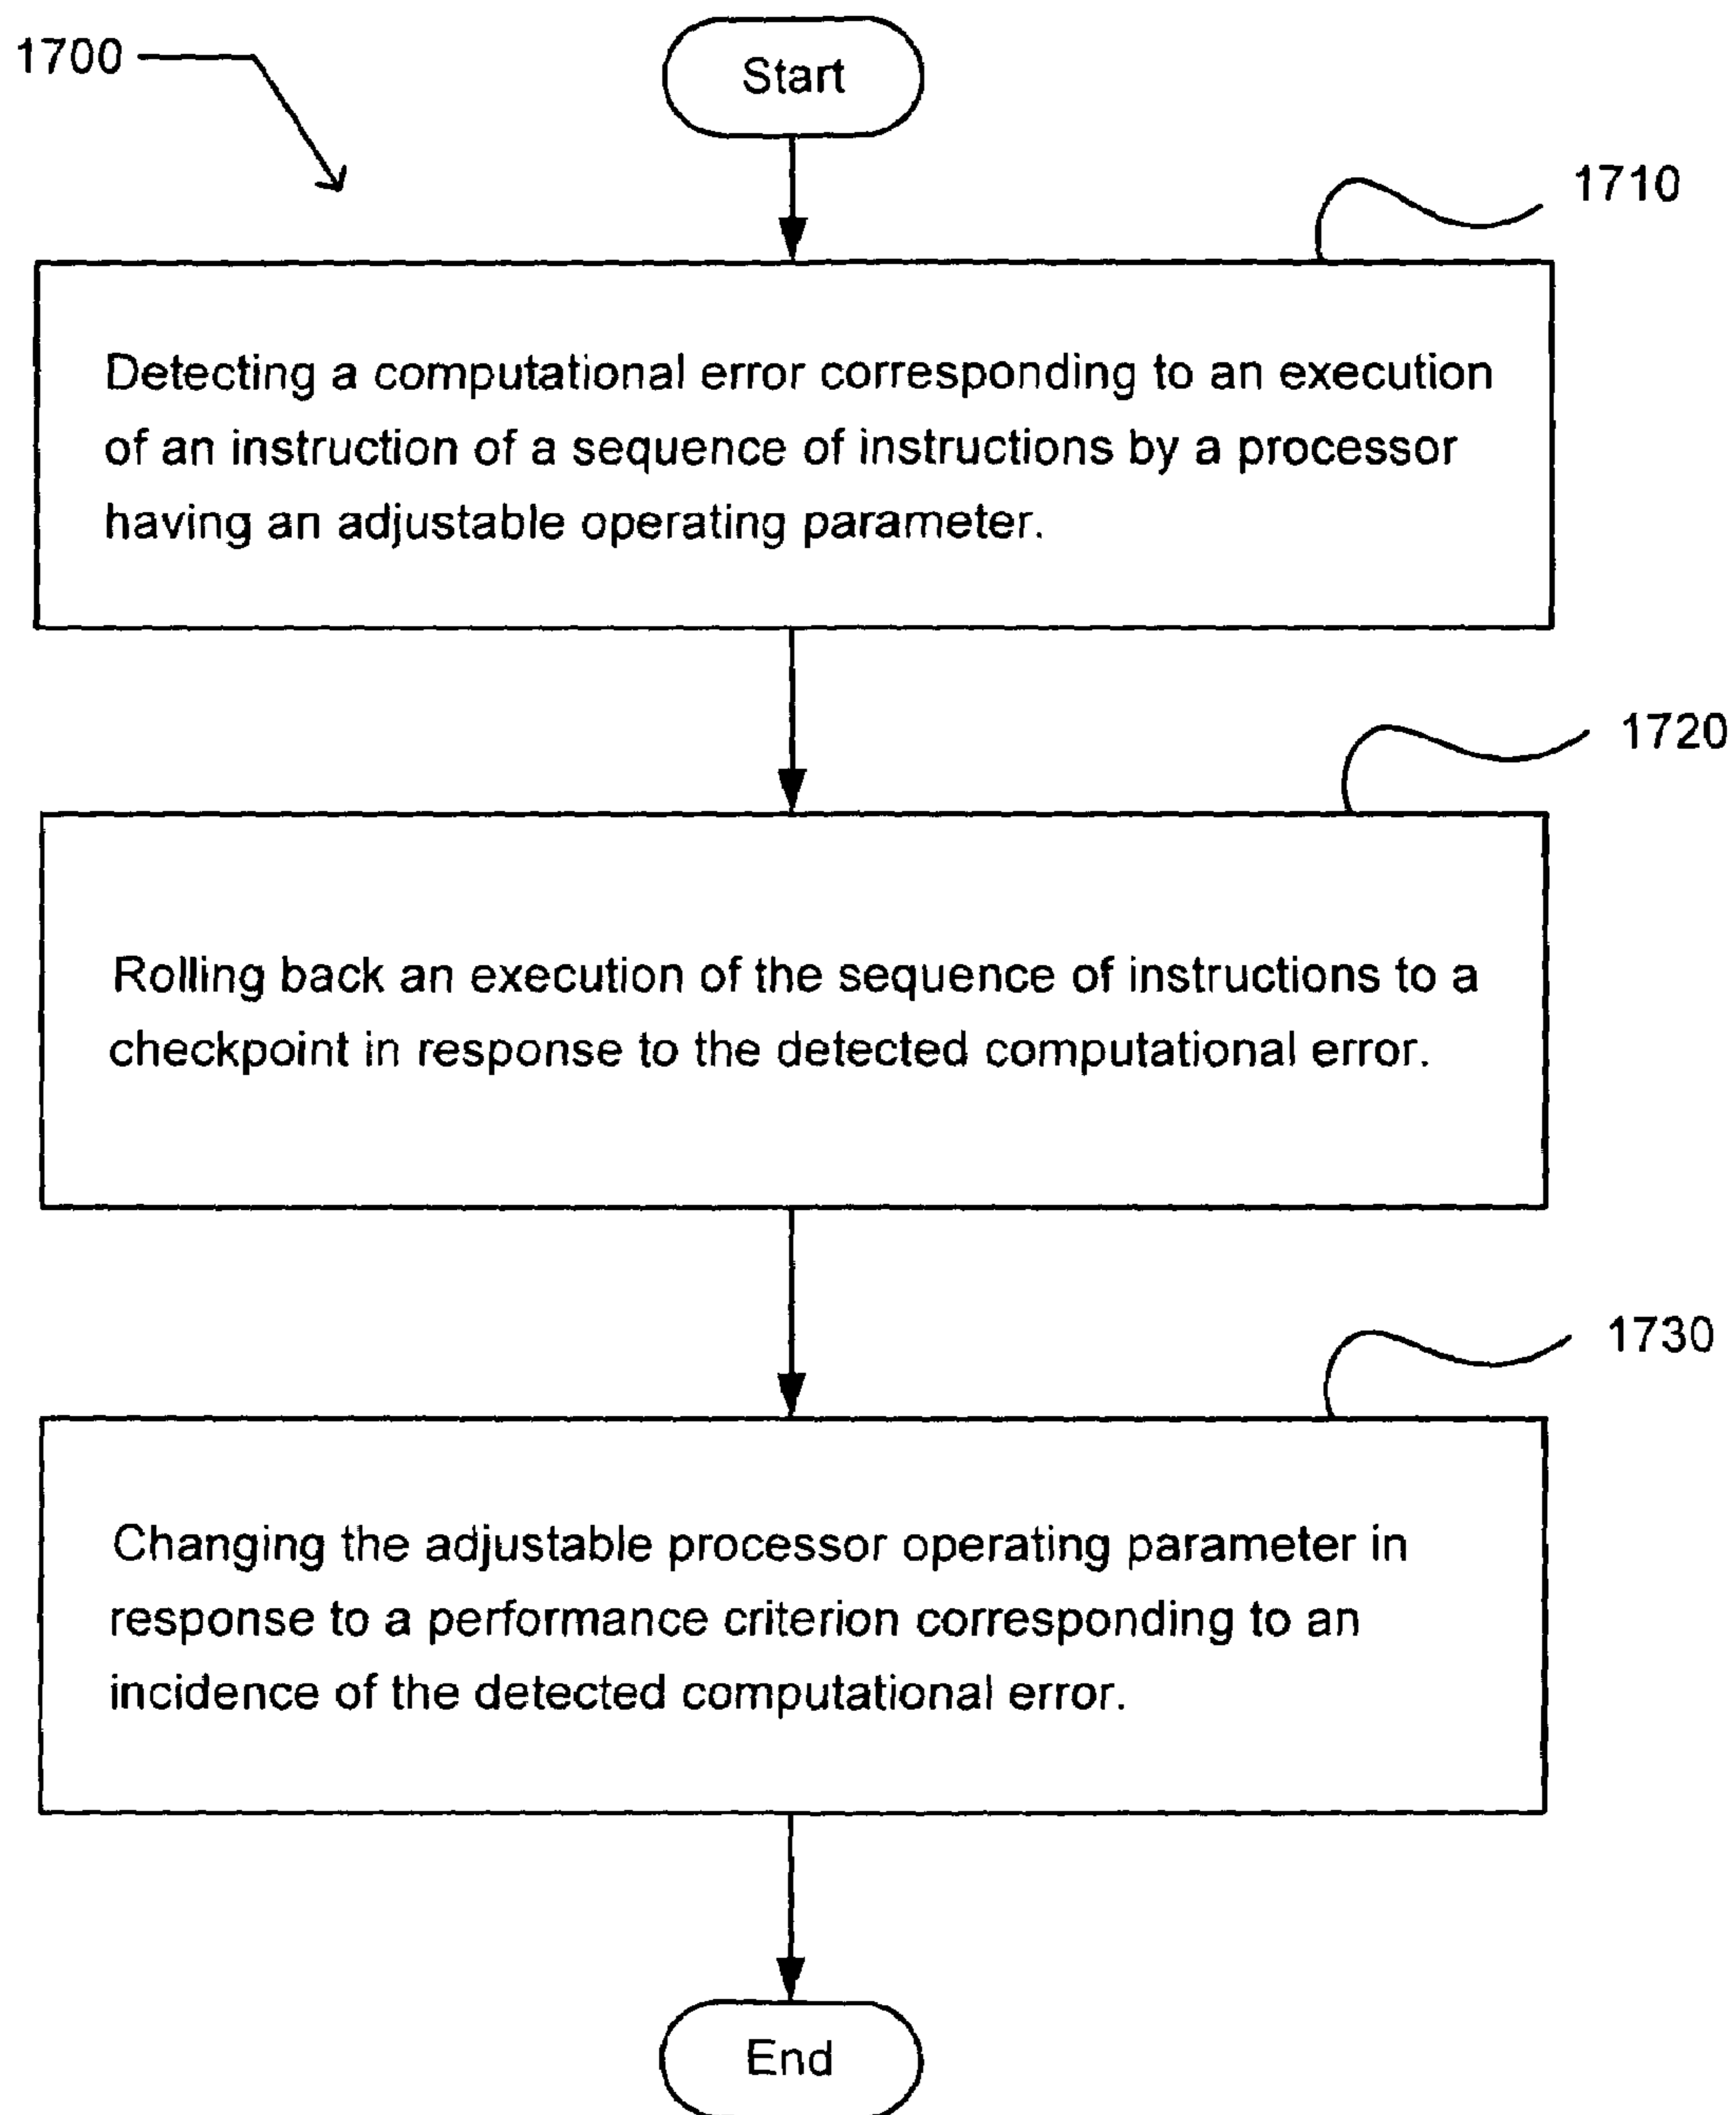 1700
Start
1710
Detecting a computational error corresponding to an execution
of an instruction of a sequence of instructions by a processor
having an adjustable operating parameter.
1720
Rolling back an execution of the sequence of instructions to a
checkpoint in response to the detected computational error.
1730
Changing the adjustable processor operating parameter in
response to a performance criterion corresponding to an
incidence of the detected computational error.
End